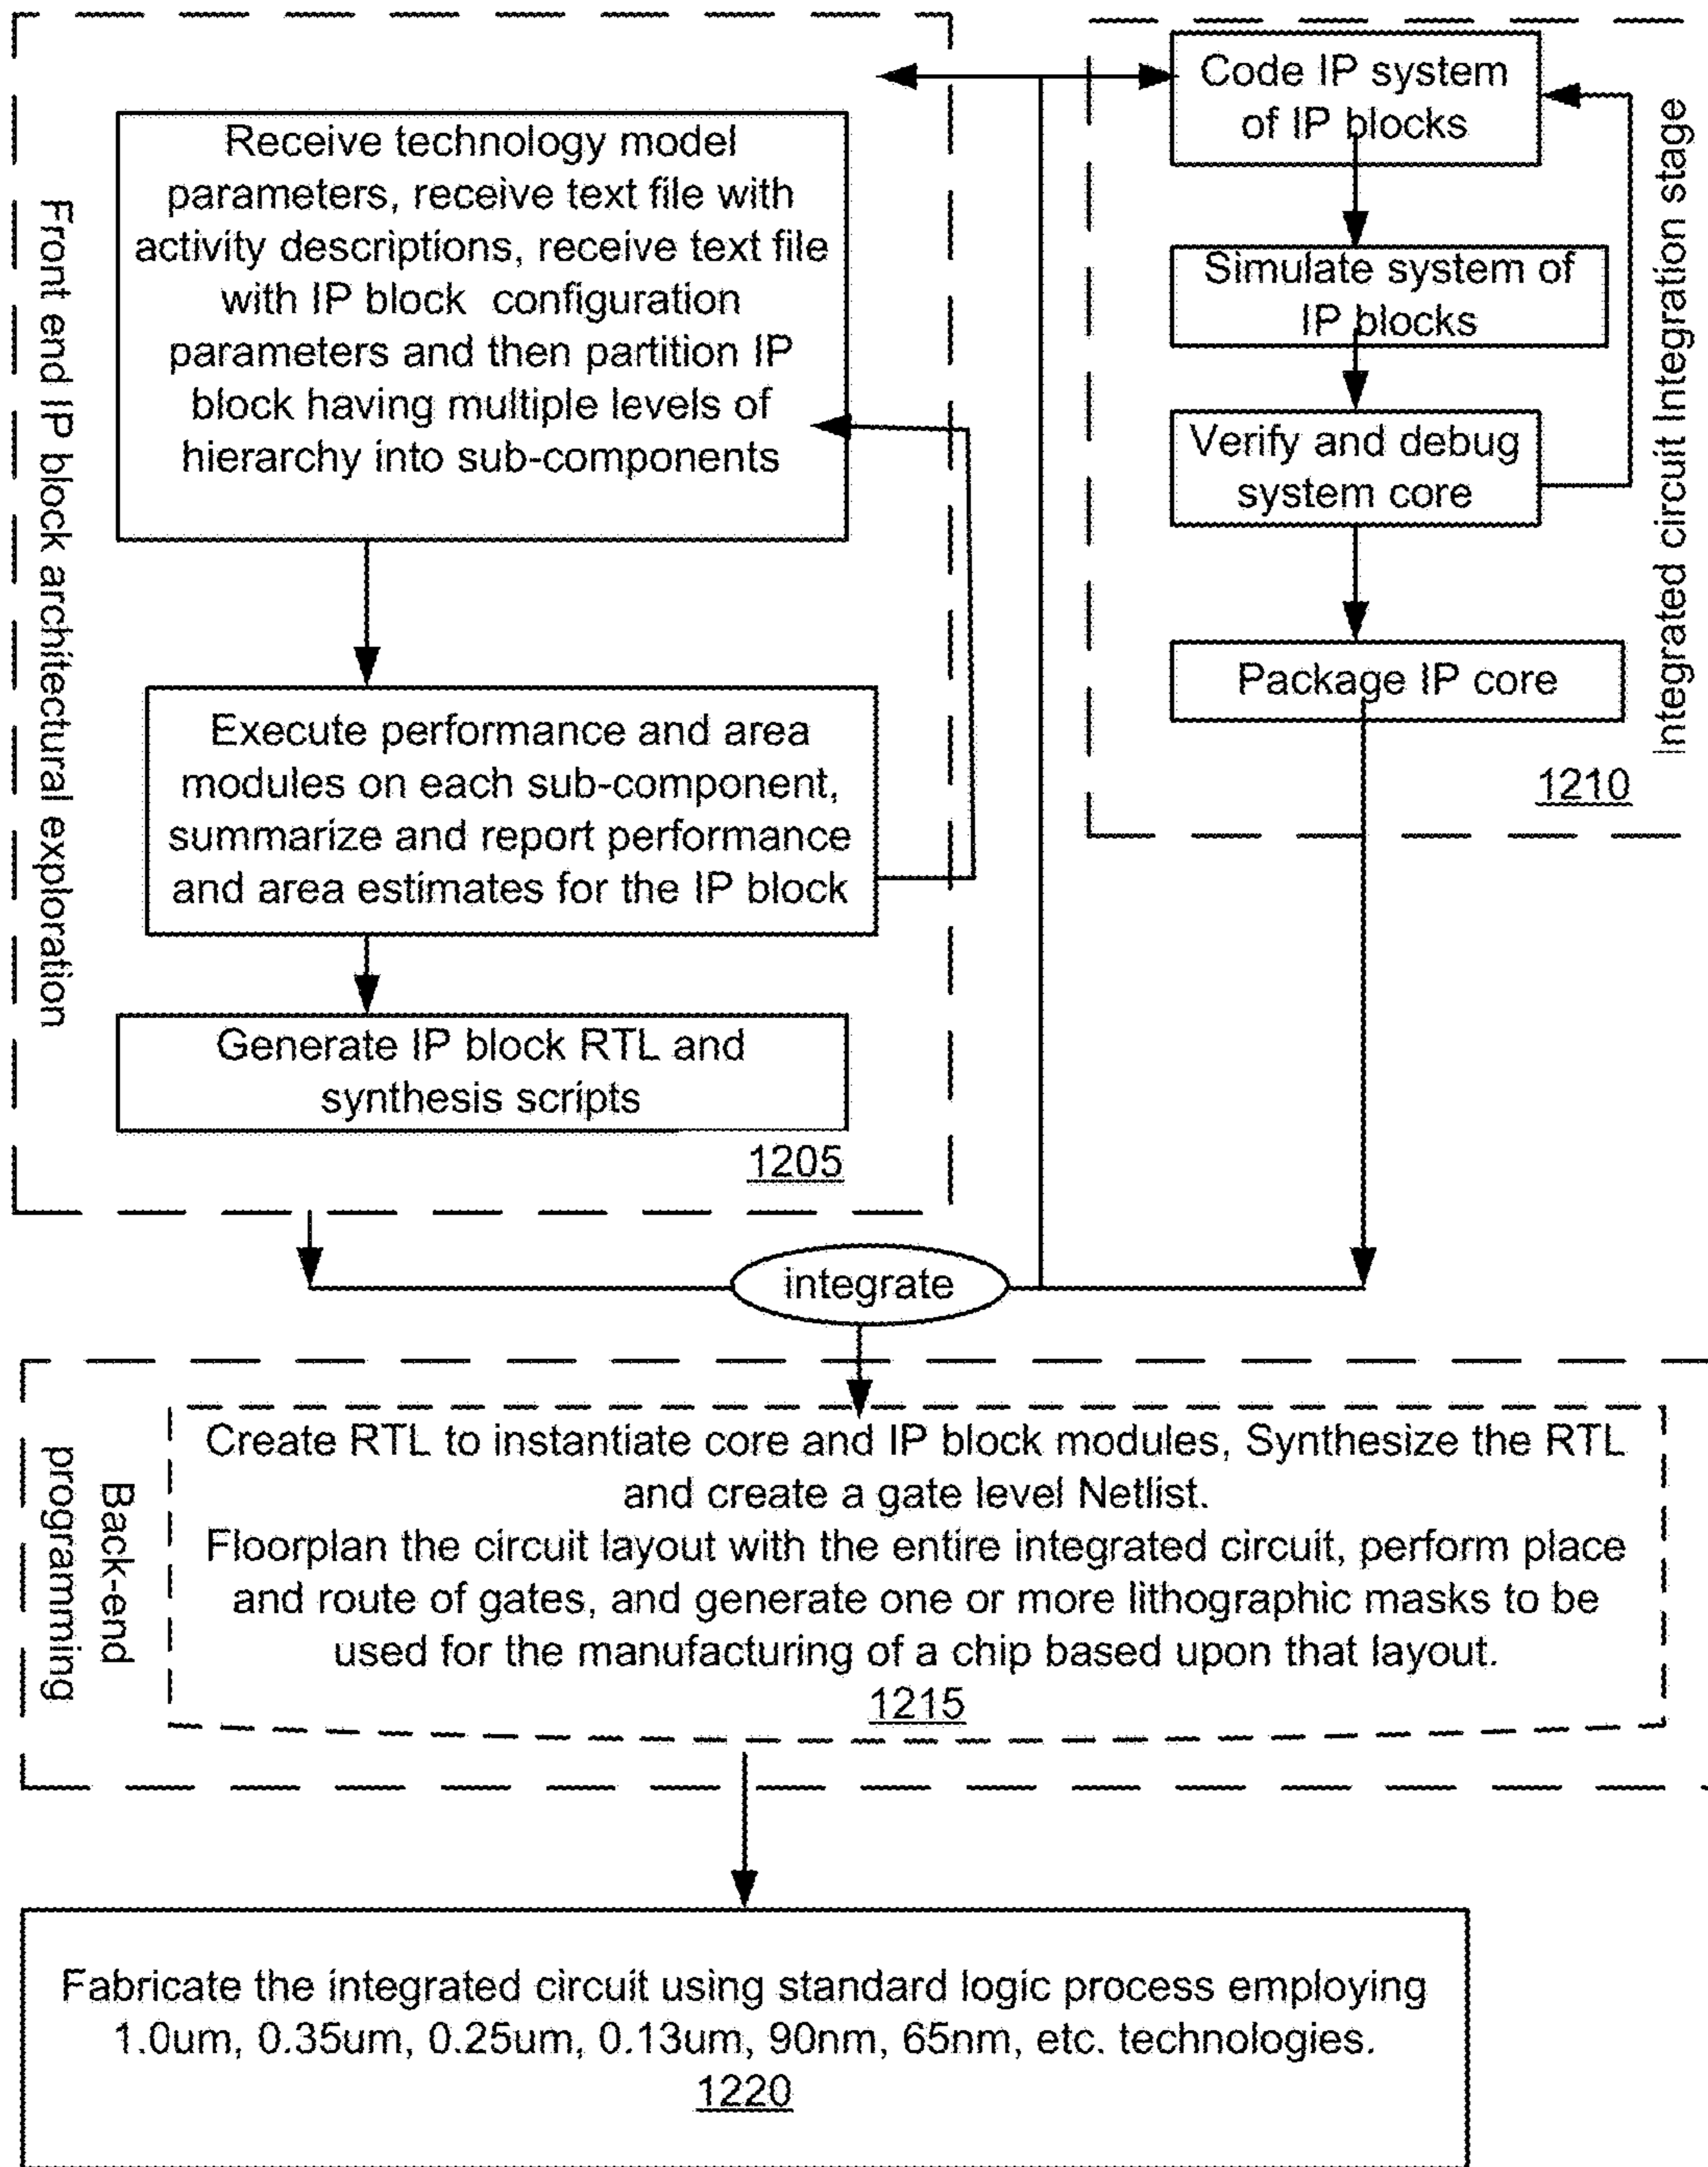 Front end IP block architectural exploration
Receive technology model
parameters, receive text file with
activity descriptions, receive text file
with IP block configuration
parameters and then partition IP
block having multiple levels of
hierarchy into sub-components
Execute performance and area
modules on each sub-component,
summarize and report performance
and area estimates for the IP block
Generate IP block RTL and
synthesis scripts
1205
Code IP system
of IP blocks
Simulate system of
IP blocks
Verify and debug
system core
Package IP core
1210
Integrated circuit Integration stage
integrate
Back-end
programming
Create RTL to instantiate core and IP block modules, Synthesize the RTL
and create a gate level Netlist.
Floorplan the circuit layout with the entire integrated circuit, perform place
and route of gates, and generate one or more lithographic masks to be
used for the manufacturing of a chip based upon that layout.
1215
Fabricate the integrated circuit using standard logic process employing
1.0um, 0.35um, 0.25um, 0.13um, 90nm, 65nm, etc. technologies.
1220